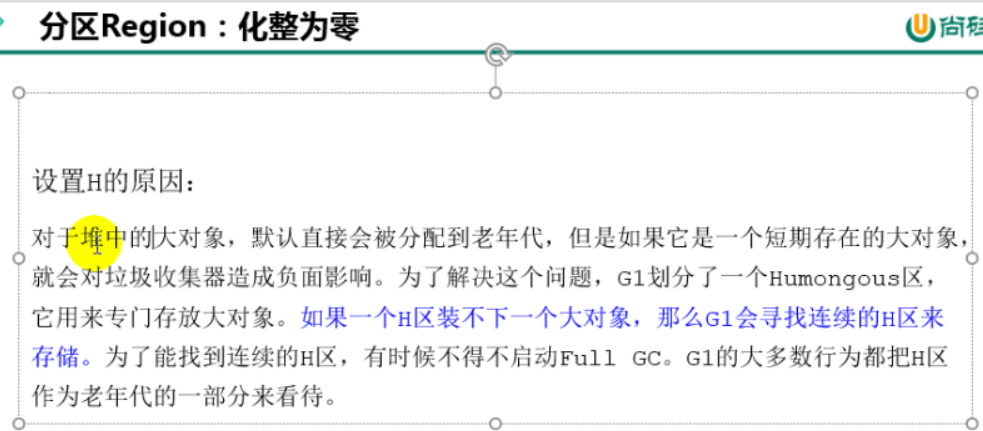 分区Region：化整为零
尚硅
设置H的原因：
对于堆中的大对象，默认直接会被分配到老年代，但是如果它是一个短期存在的大对象，
就会对垃圾收集器造成负面影响。为了解决这个问题，G1划分了一个Humongous区，
它用来专门存放大对象。如果一个H区装不下一个大对象，那么G1会寻找连续的H区来
存储。为了能找到连续的H区，有时候不得不启动Full GC。G1的大多数行为都把H区
作为老年代的一部分来看待。